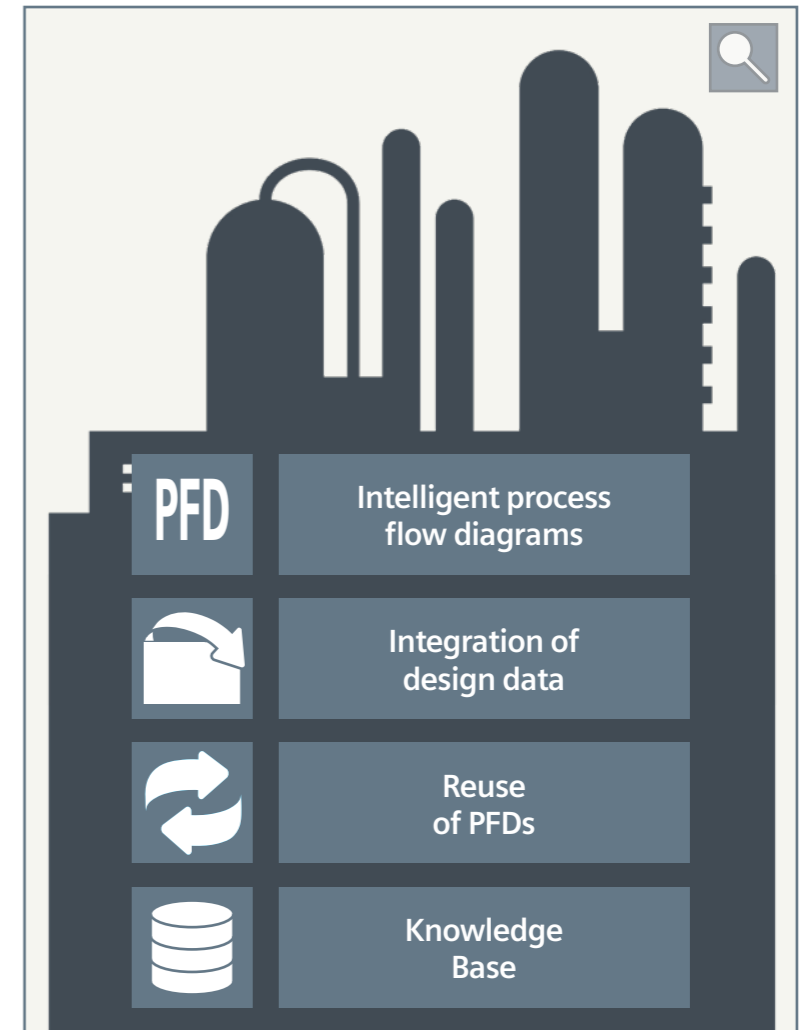 PFD
Intelligent process
flow diagrams
Integration of
design data
Reuse
of PFDs
Knowledge
Base